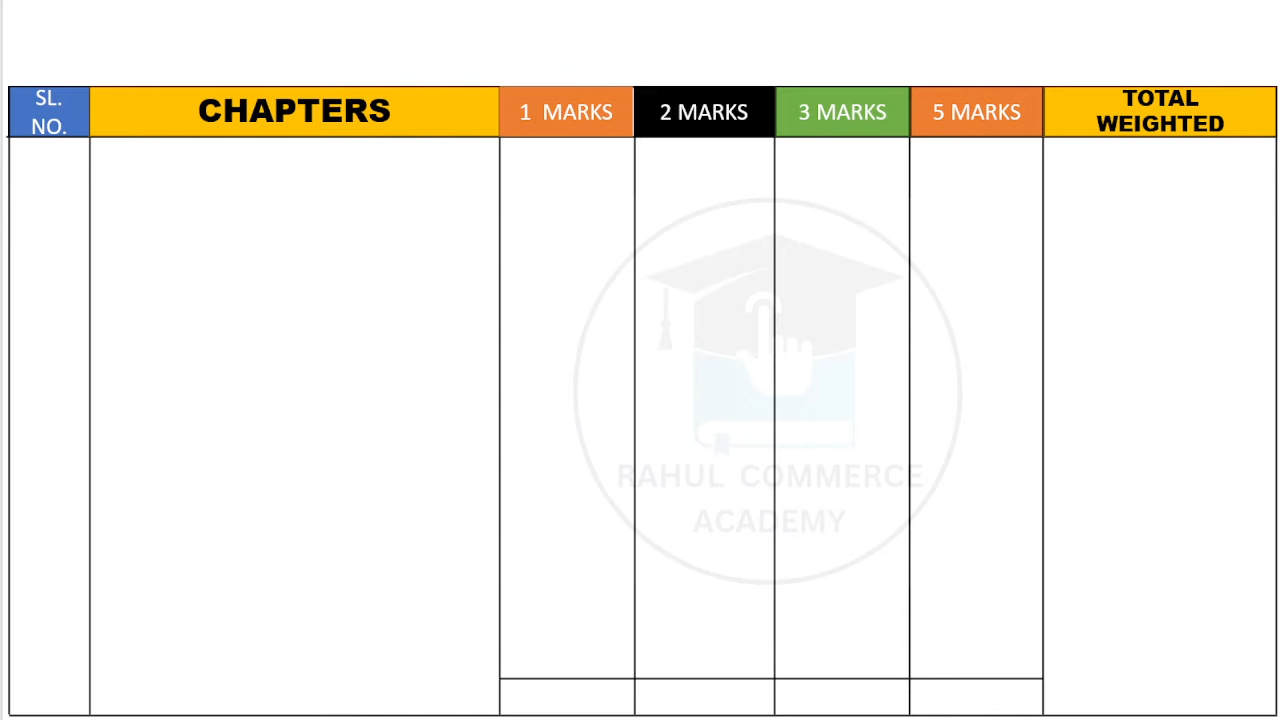 SL.
NO.
CHAPTERS
1 MARKS
2 MARKS
3 MARKS
5 MARKS
TOTAL
WEIGHTED
RAHUL COMMERCE
ACADEMY